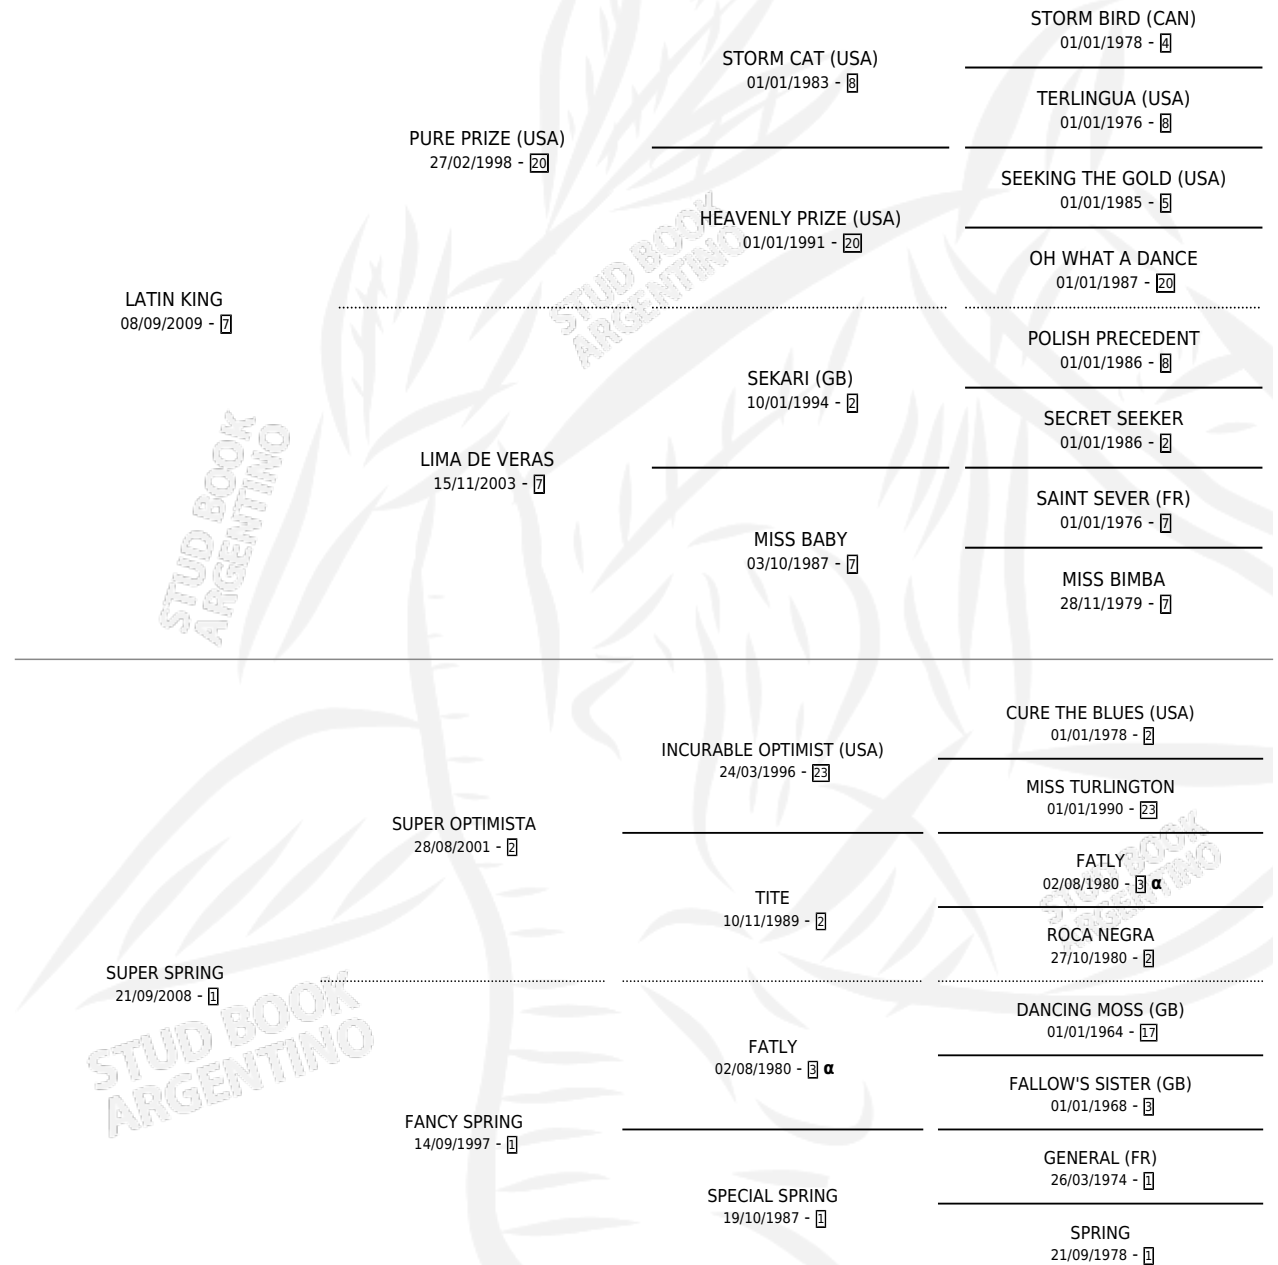 STORM BIRD (CAN)
01/01/1978 - 4
STORM CAT (USA)
01/01/1983 - 8
TERLINGUA (USA)
01/01/1976 - 8
PURE PRIZE (USA)
27/02/1998 - 20
SEEKING THE GOLD (USA)
01/01/1985 - 5
HEAVENLY PRIZE (USA)
01/01/1991 - 20
OH WHAT A DANCE
01/01/1987 - 20
LATIN KING
08/09/2009 - 7
POLISH PRECEDENT
01/01/1986 - 8
SEKARI (GB)
10/01/1994 - 2
SECRET SEEKER
01/01/1986 - 2
LIMA DE VERAS
15/11/2003 - 7
SAINT SEVER (FR)
01/01/1976 - 7
MISS BABY
03/10/1987 - 7
MISS BIMBA
28/11/1979 - 7
CURE THE BLUES (USA)
01/01/1978 - 2
INCURABLE OPTIMIST (USA)
24/03/1996 - 23
MISS TURLINGTON
01/01/1990 - 23
SUPER OPTIMISTA
28/08/2001 - 2
FATLY
02/08/1980 - 3 α
TITE
10/11/1989 - 2
ROCA NEGRA
27/10/1980 - 2
SUPER SPRING
21/09/2008 - 1
DANCING MOSS (GB)
01/01/1964 - 17
FATLY
02/08/1980 - 3 α
FALLOW'S SISTER (GB)
01/01/1968 - 3
FANCY SPRING
14/09/1997 - 1
GENERAL (FR)
26/03/1974 - 1
SPECIAL SPRING
19/10/1987 - 1
SPRING
21/09/1978 - 1
STUD BOOK
ARGENTINO
STUD BOOK
ARGENTINO
STUD BOOK
ARGENTINO
STUD BOOK
ARGENTINO